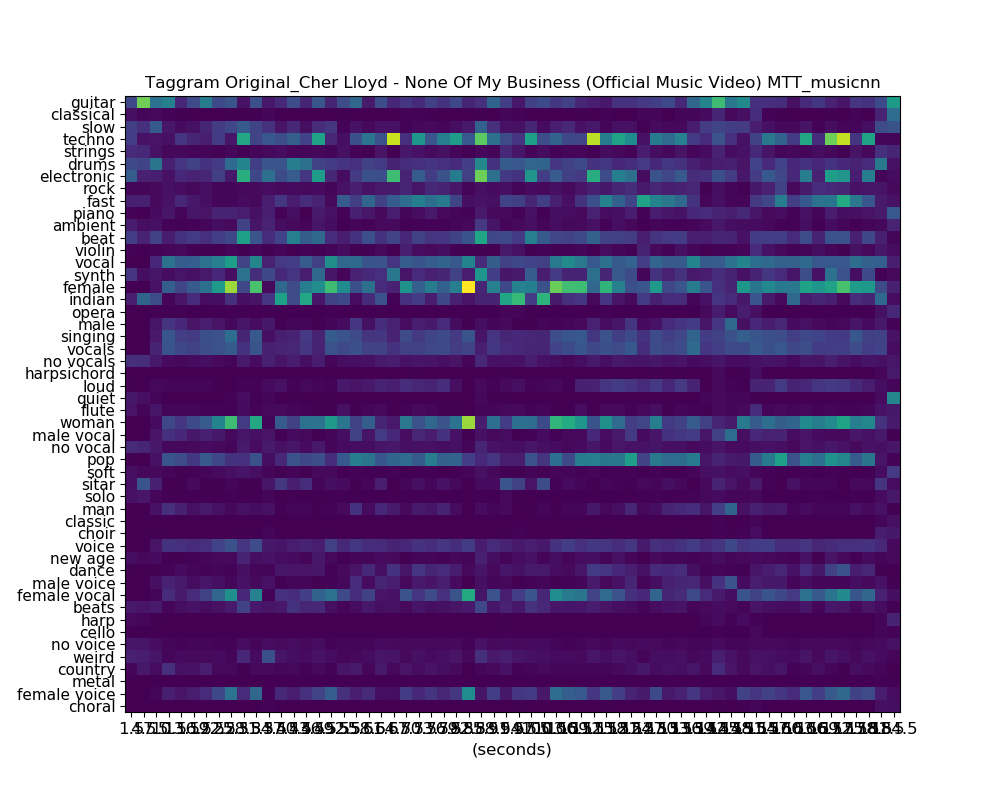 Taggram Original_Cher Lloyd - None Of My Business (Official Music Video) MTT_musicnn
guitar
classical
slow
techno
strings
drums
electronic
rock
fast
piano
ambient
beat
violin
vocal
synth
female
indian
opera
male
singing
vocals
no vocals
harpsichord
loud
quiet
flute
woman
male vocal
no vocal
pop
soft
sitar
solo
man
classic
choir
voice
new age
dance
male voice
female vocal
beats
harp
cello
no voice
weird
country
metal
female voice
choral
(seconds)